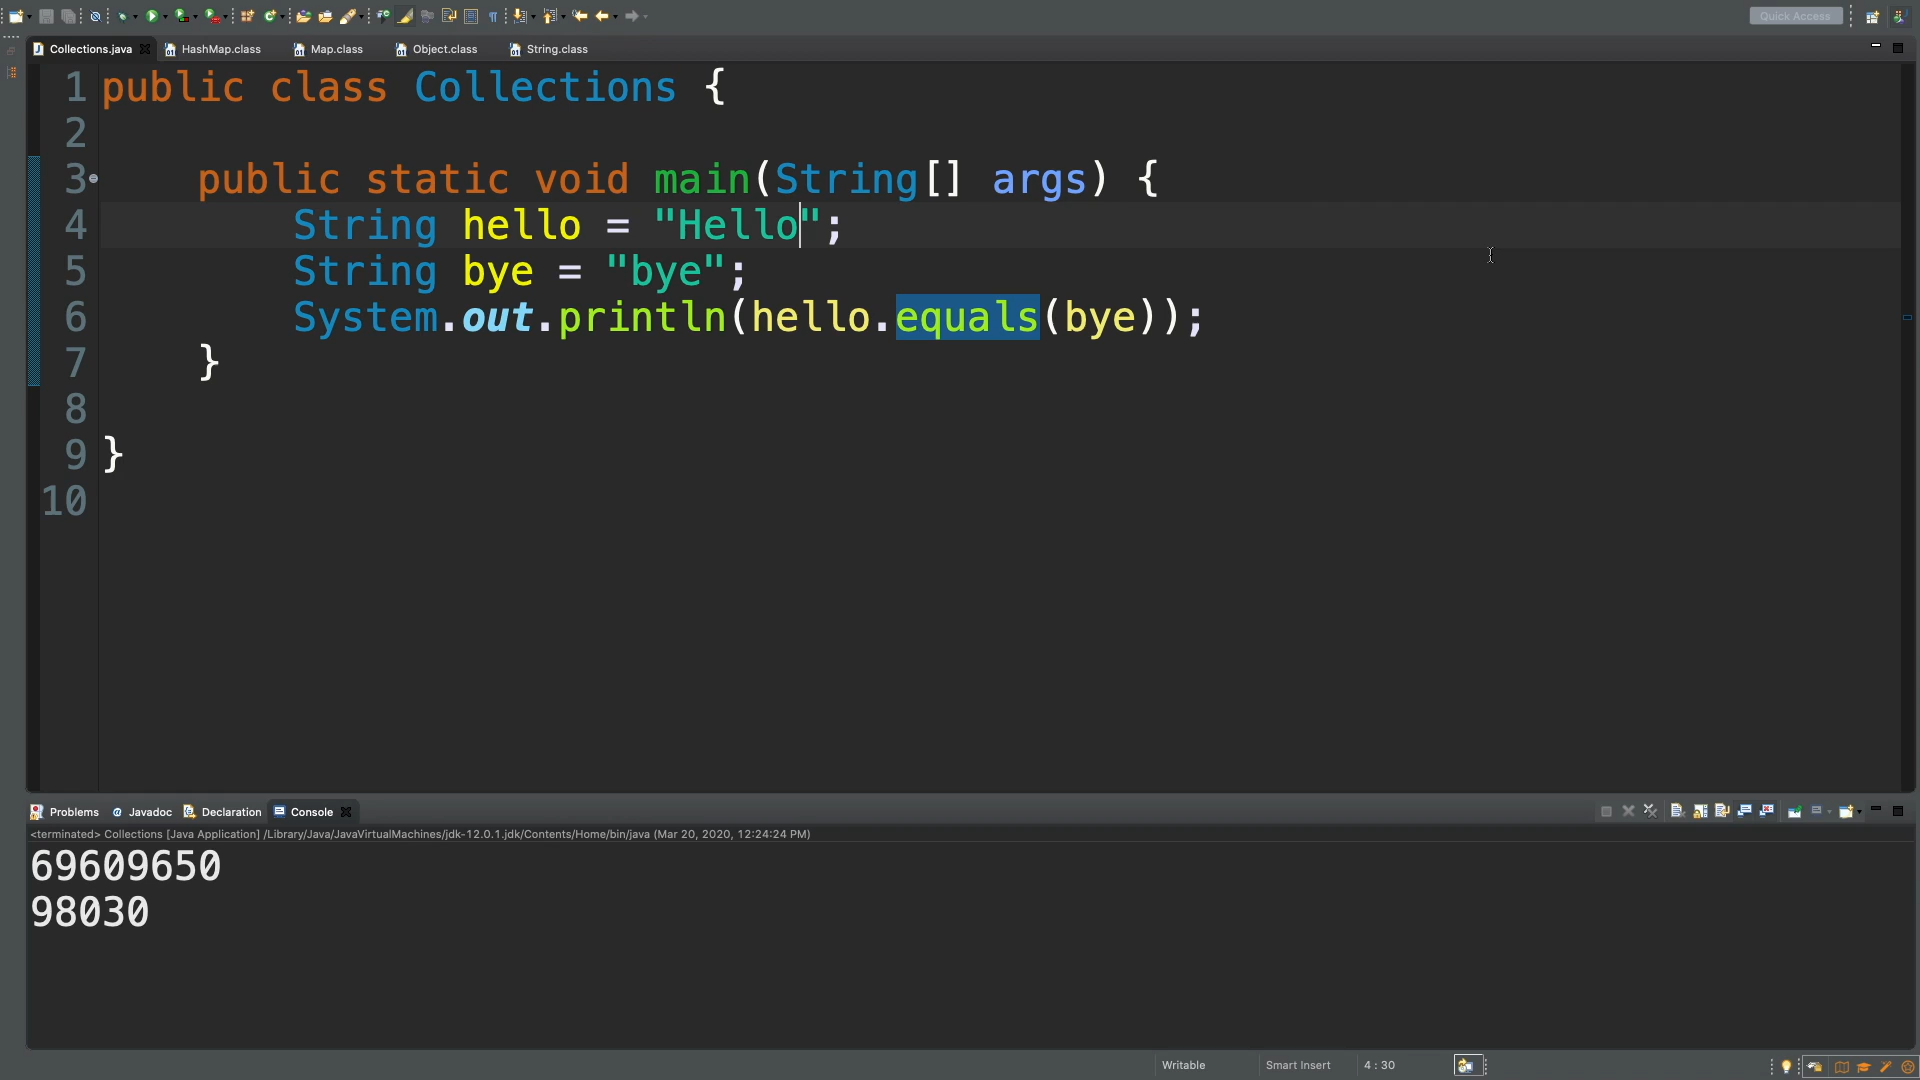 Quick Access
Collections.java
HashMap.class
Map.class
Object.class
String.class
1 public class Collections {
2
3 public static void main(String[] args) {
4 String hello = "Hello";
5 String bye = "bye";
6 System.out.println(hello.equals(bye));
7 }
8
9 }
10
Problems
@ Javadoc
Declaration
Console
<terminated> Collections [Java Application] /Library/Java/JavaVirtualMachines/jdk-12.0.1.jdk/Contents/Home/bin/java (Mar 20, 2020, 12:24:24 PM)
69609650
98030
Writable
Smart Insert
4 : 30